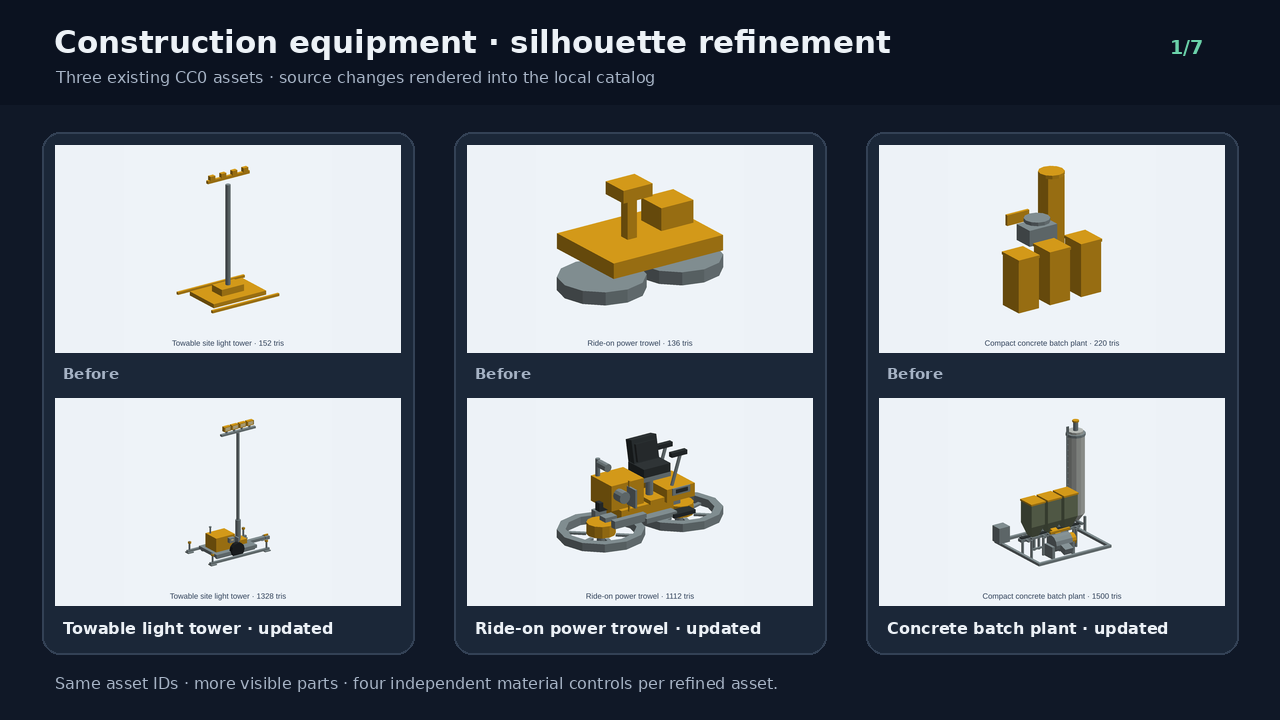 Construction equipment · silhouette refinement
1/7
Three existing CC0 assets · source changes rendered into the local catalog
Towable site light tower · 152 tris
Before
Towable site light tower · 1328 tris
Towable light tower · updated
Ride-on power trowel · 136 tris
Before
Ride-on power trowel · 1112 tris
Ride-on power trowel · updated
Compact concrete batch plant · 220 tris
Before
Compact concrete batch plant · 1500 tris
Concrete batch plant · updated
Same asset IDs · more visible parts · four independent material controls per refined asset.